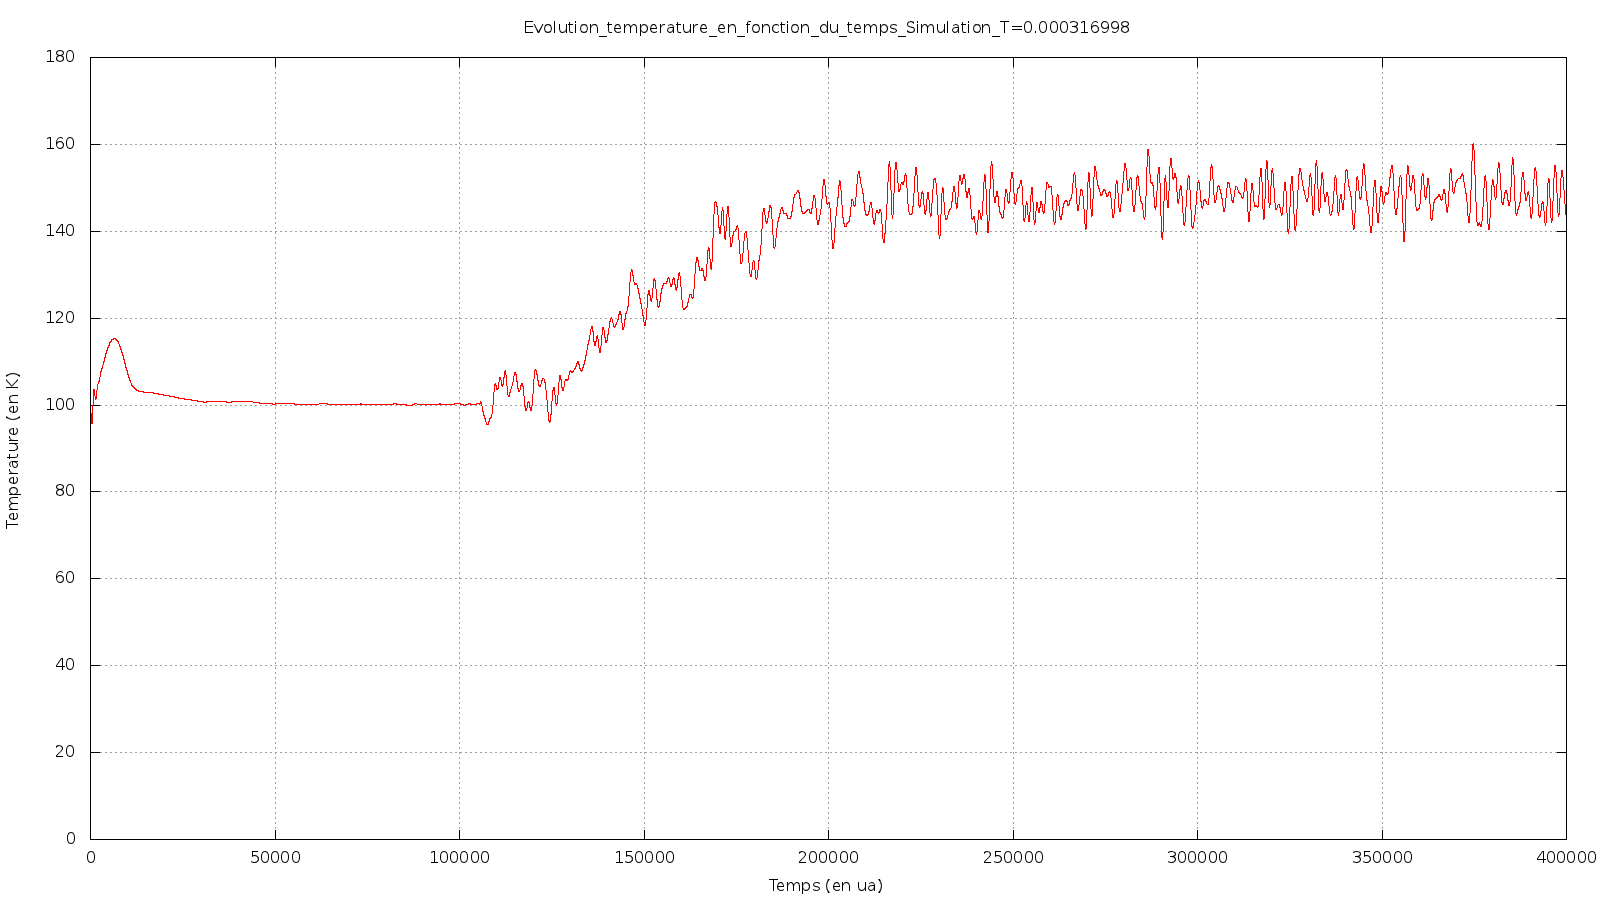 Evolution_temperature_en_fonction_du_temps_Simulation_T=0.000316998
180
160
140
120
100
80
60
40
20
0
Temperature (en K)
0 50000 100000 150000 200000 250000 300000 350000 400000
Temps (en ua)